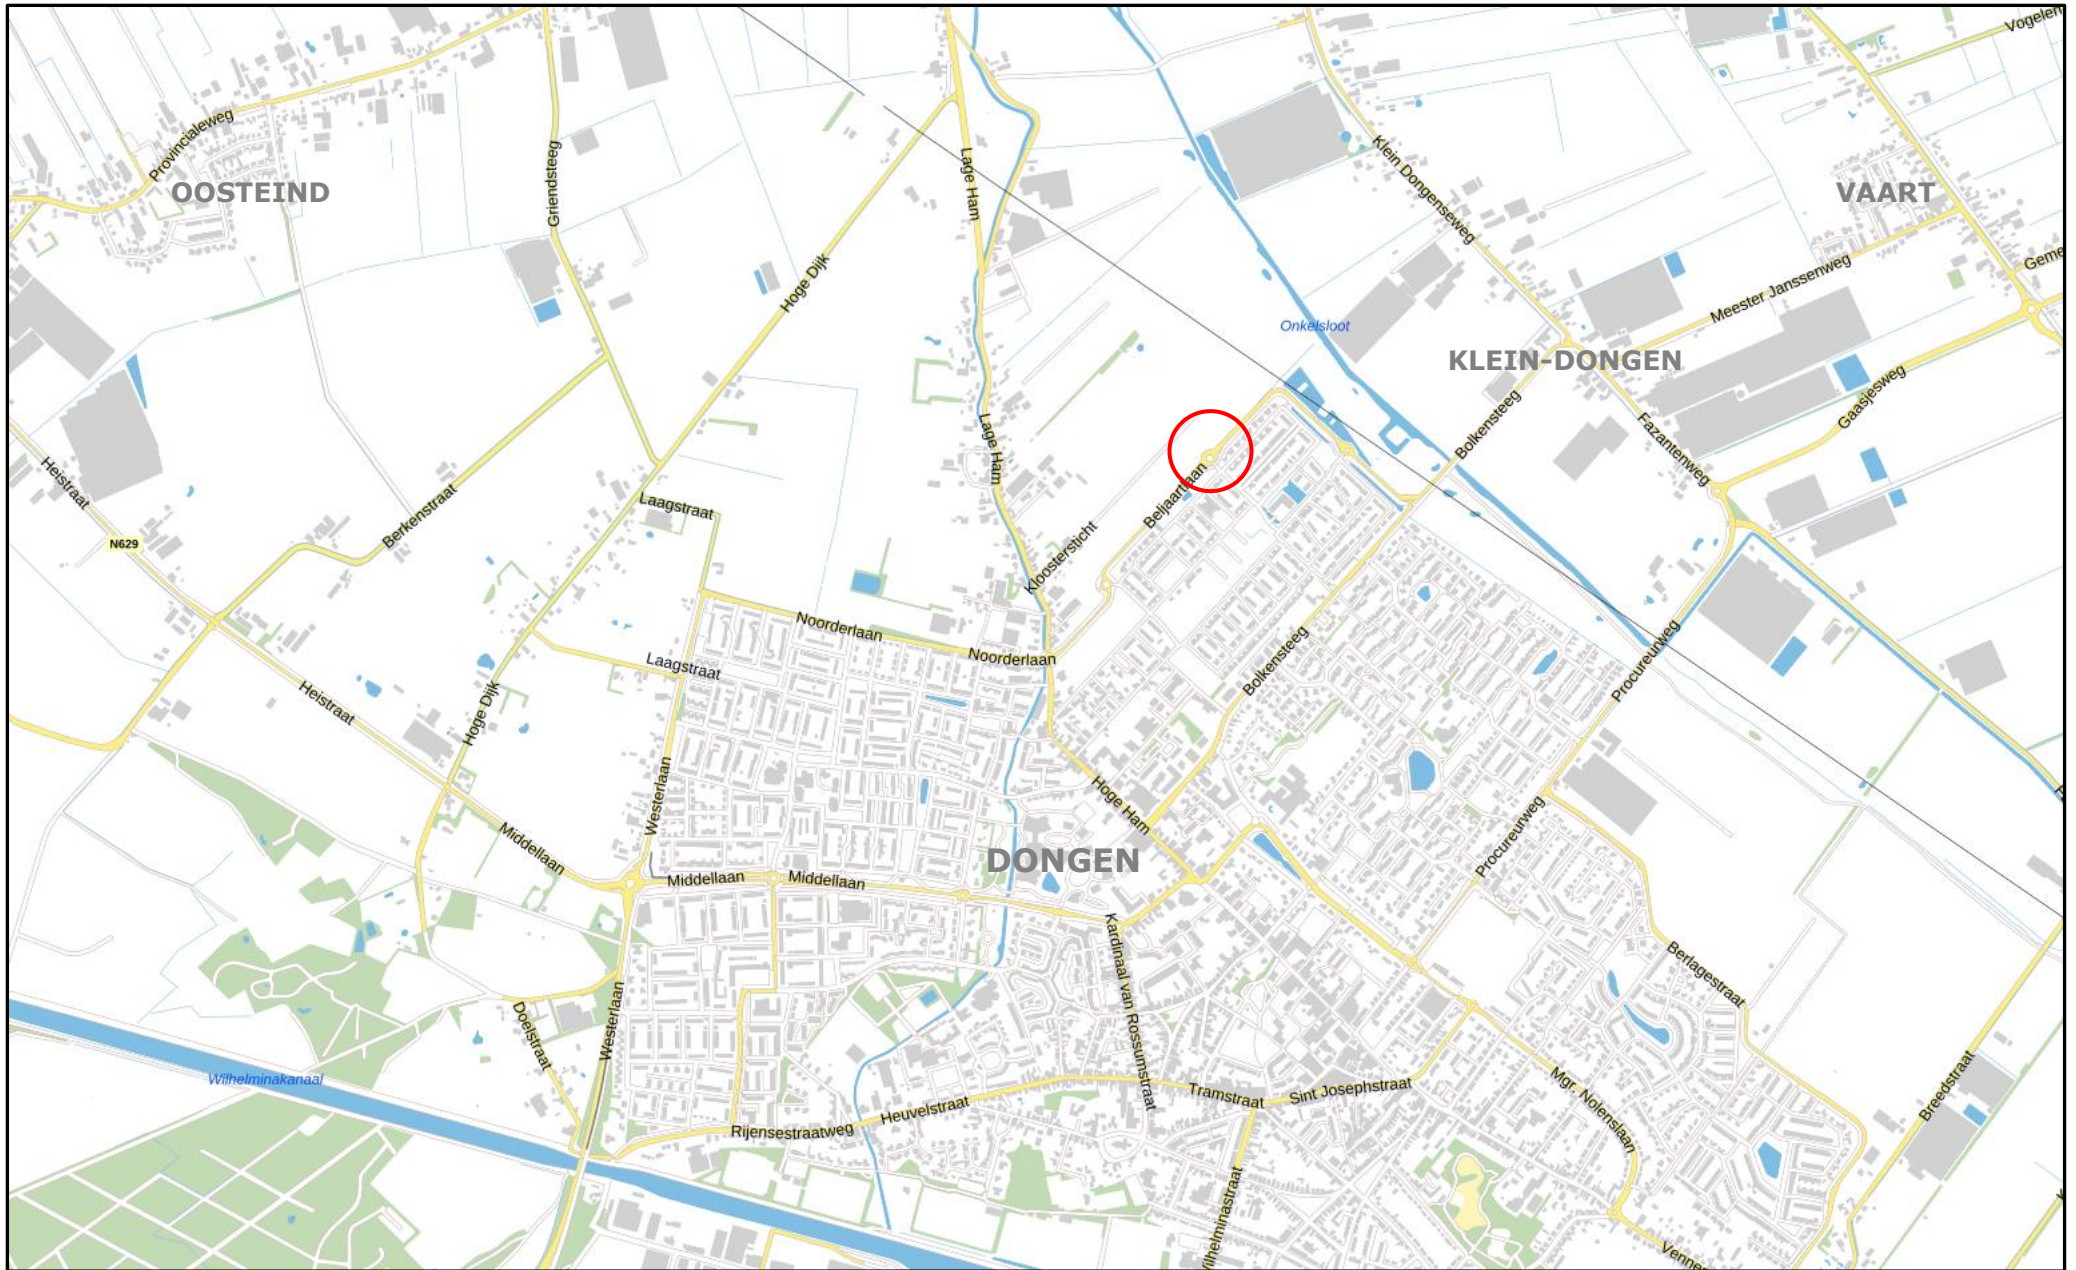 Vogelen
Provincialeweg
OOSTEIND
Griendsteeg
Lage Ham
Klein Dongenseweg
VAART
Geme
Hoge Dijk
Meester Janssenweg
Onkelsloot
KLEIN-DONGEN
Gaasjesweg
Bolkensteeg
Fazantenweg
Lage Ham
Heistraat
Berkenstraat
Laagstraat
Beljaartlaan
N629
Kloostersticht
Noorderlaan
Noorderlaan
Laagstraat
Bolkensteeg
Procureurweg
Heistraat
Hoge Dijk
Westerlaan
Hoge Ham
Middellaan
Procureurweg
DONGEN
Middellaan
Middellaan
Kardinaal van Rossumstraat
Berlagestraat
Doelstraat
Westerlaan
Wilhelminakanaal
Breedstraat
Mgr. Nolenslaan
Tramstraat
Sint Josephstraat
Heuvelstraat
Rijensestraatweg
Wilhelminastraat
Venne